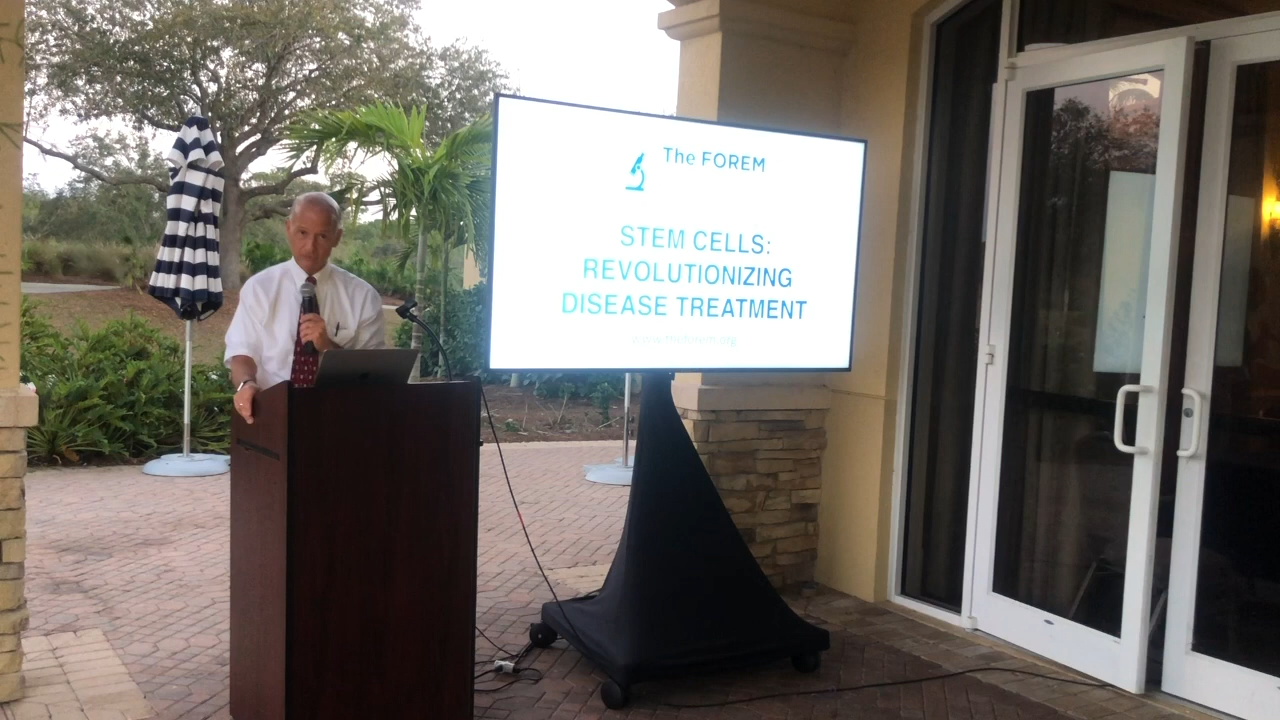 The FOREM
STEM CELLS:
REVOLUTIONIZING
DISEASE TREATMENT
www.theforem.org